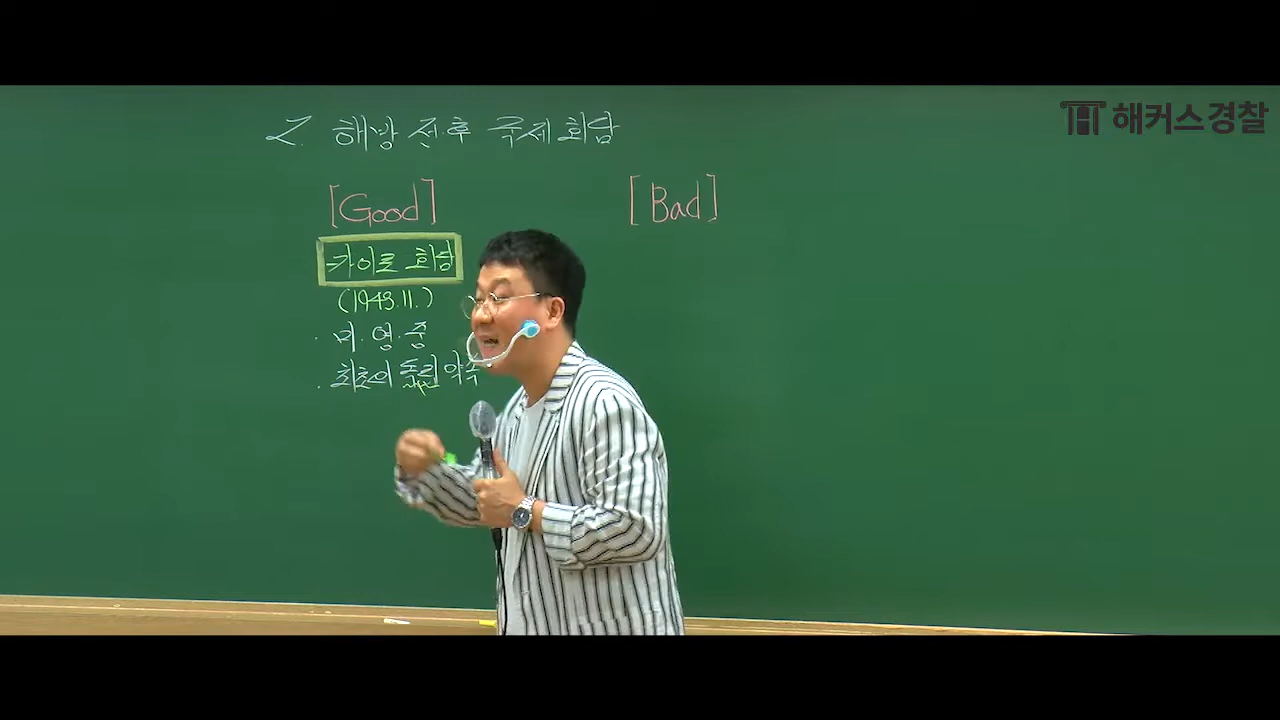 해커스경찰
2. 해방 전후 국제회담
[Good] [Bad]
카이로 회담
(1943.11.)
· 미·영·중
· 최초의 독립 약속